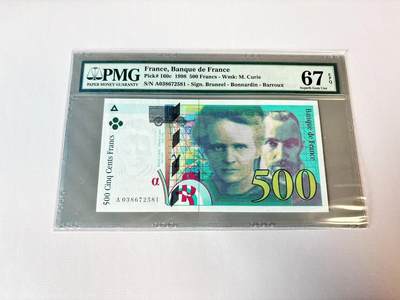 PMG
PAPER MONEY GUARANTY
France, Banque de France
Pick# 160c 1998 500 Francs - Wmk: M. Curie
S/N A038672581 - Sign. Bruneel - Bonnardin - Barroux
67 EPQ
Superb Gem Unc
500 Cinq Cents Francs
Banque de France
α
500
A038672581